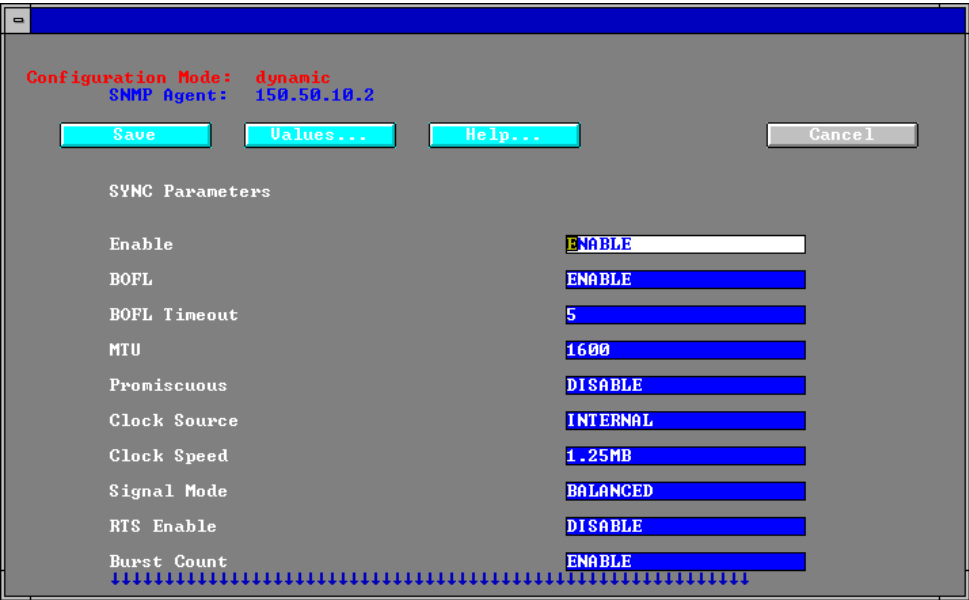 Configuration Mode: dynamic
SNMP Agent: 150.50.10.2
Save Values... Help... Cancel
SYNC Parameters
Enable ENABLE
BOFL ENABLE
BOFL Timeout 5
MTU 1600
Promiscuous DISABLE
Clock Source INTERNAL
Clock Speed 1.25MB
Signal Mode BALANCED
RTS Enable DISABLE
Burst Count ENABLE